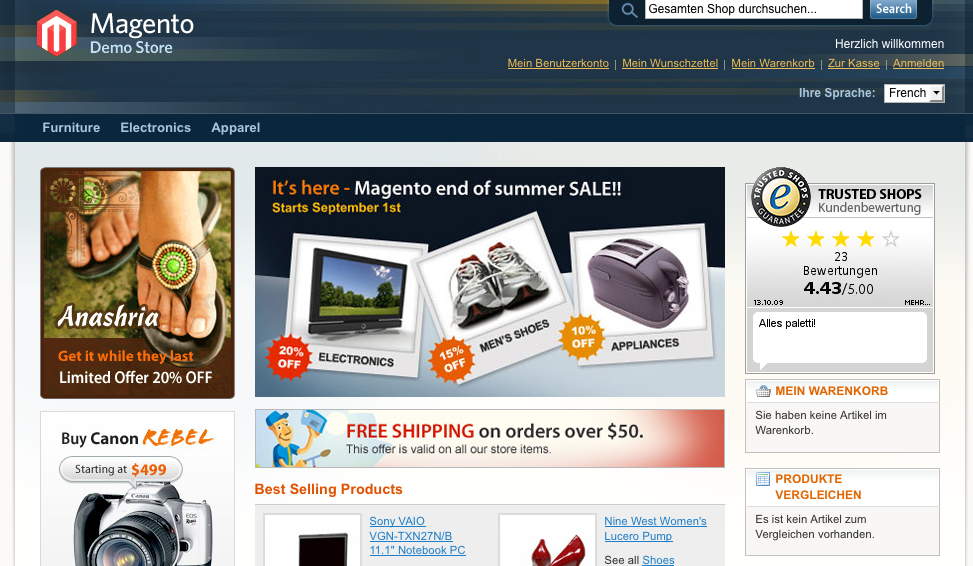 Magento
Demo Store
Gesamten Shop durchsuchen...
Search
Herzlich willkommen
Mein Benutzerkonto | Mein Wunschzettel | Mein Warenkorb | Zur Kasse | Anmelden
Ihre Sprache: French
Furniture Electronics Apparel
Anashria
Get it while they last
Limited Offer 20% OFF
Buy Canon REBEL
Starting at $499
Canon
EOS
It's here - Magento end of summer SALE!!
Starts September 1st
20% OFF
ELECTRONICS
15% OFF
MEN'S SHOES
10% OFF
APPLIANCES
FREE SHIPPING on orders over $50.
This offer is valid on all our store items.
Best Selling Products
Sony VAIO
VGN-TXN27N/B
11.1" Notebook PC
Nine West Women's
Lucero Pump
See all Shoes
TRUSTED SHOPS
GUARANTEE
e
TRUSTED SHOPS
Kundenbewertung
23
Bewertungen
4.43/5.00
13.10.09 MEHR...
Alles paletti!
MEIN WARENKORB
Sie haben keine Artikel im
Warenkorb.
PRODUKTE
VERGLEICHEN
Es ist kein Artikel zum
Vergleichen vorhanden.